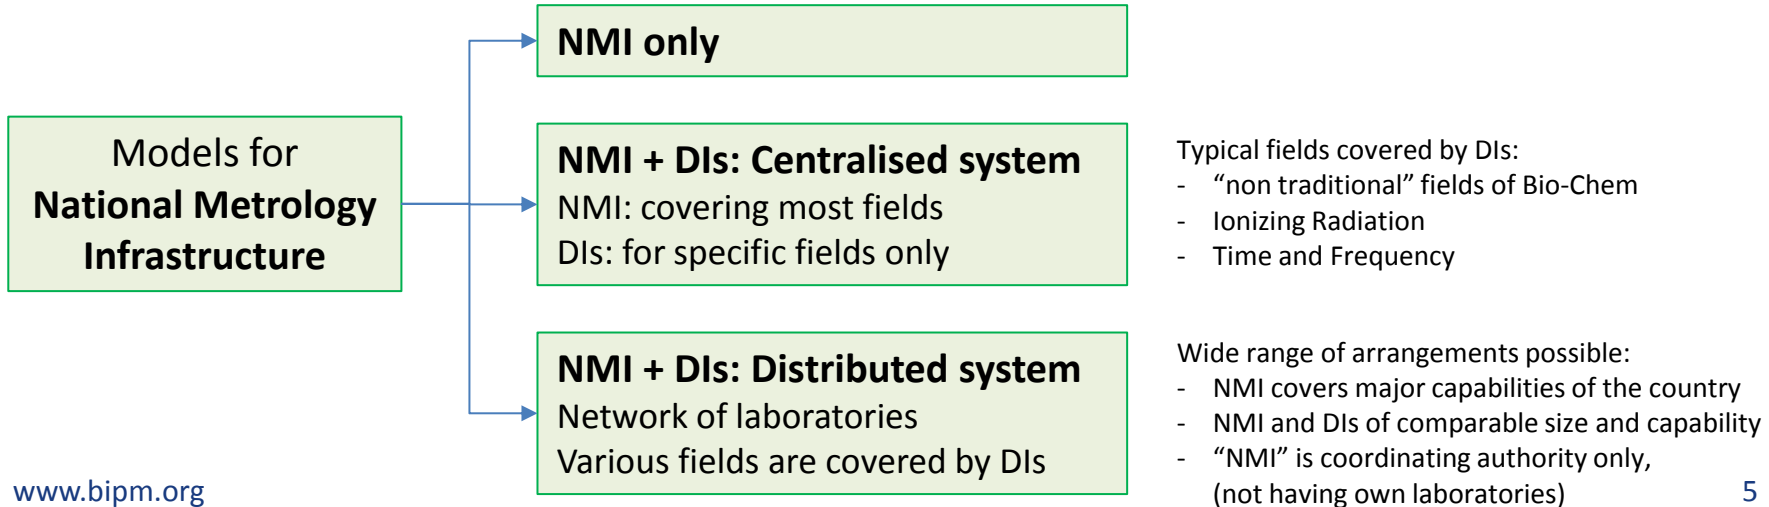 NMI only
Models for
National Metrology
Infrastructure
NMI + DIs: Centralised system
NMI: covering most fields
DIs: for specific fields only
Typical fields covered by DIs:
- “non traditional” fields of Bio-Chem
- Ionizing Radiation
- Time and Frequency
NMI + DIs: Distributed system
Network of laboratories
Various fields are covered by DIs
Wide range of arrangements possible:
- NMI covers major capabilities of the country
- NMI and DIs of comparable size and capability
- “NMI” is coordinating authority only,
(not having own laboratories)
www.bipm.org
5